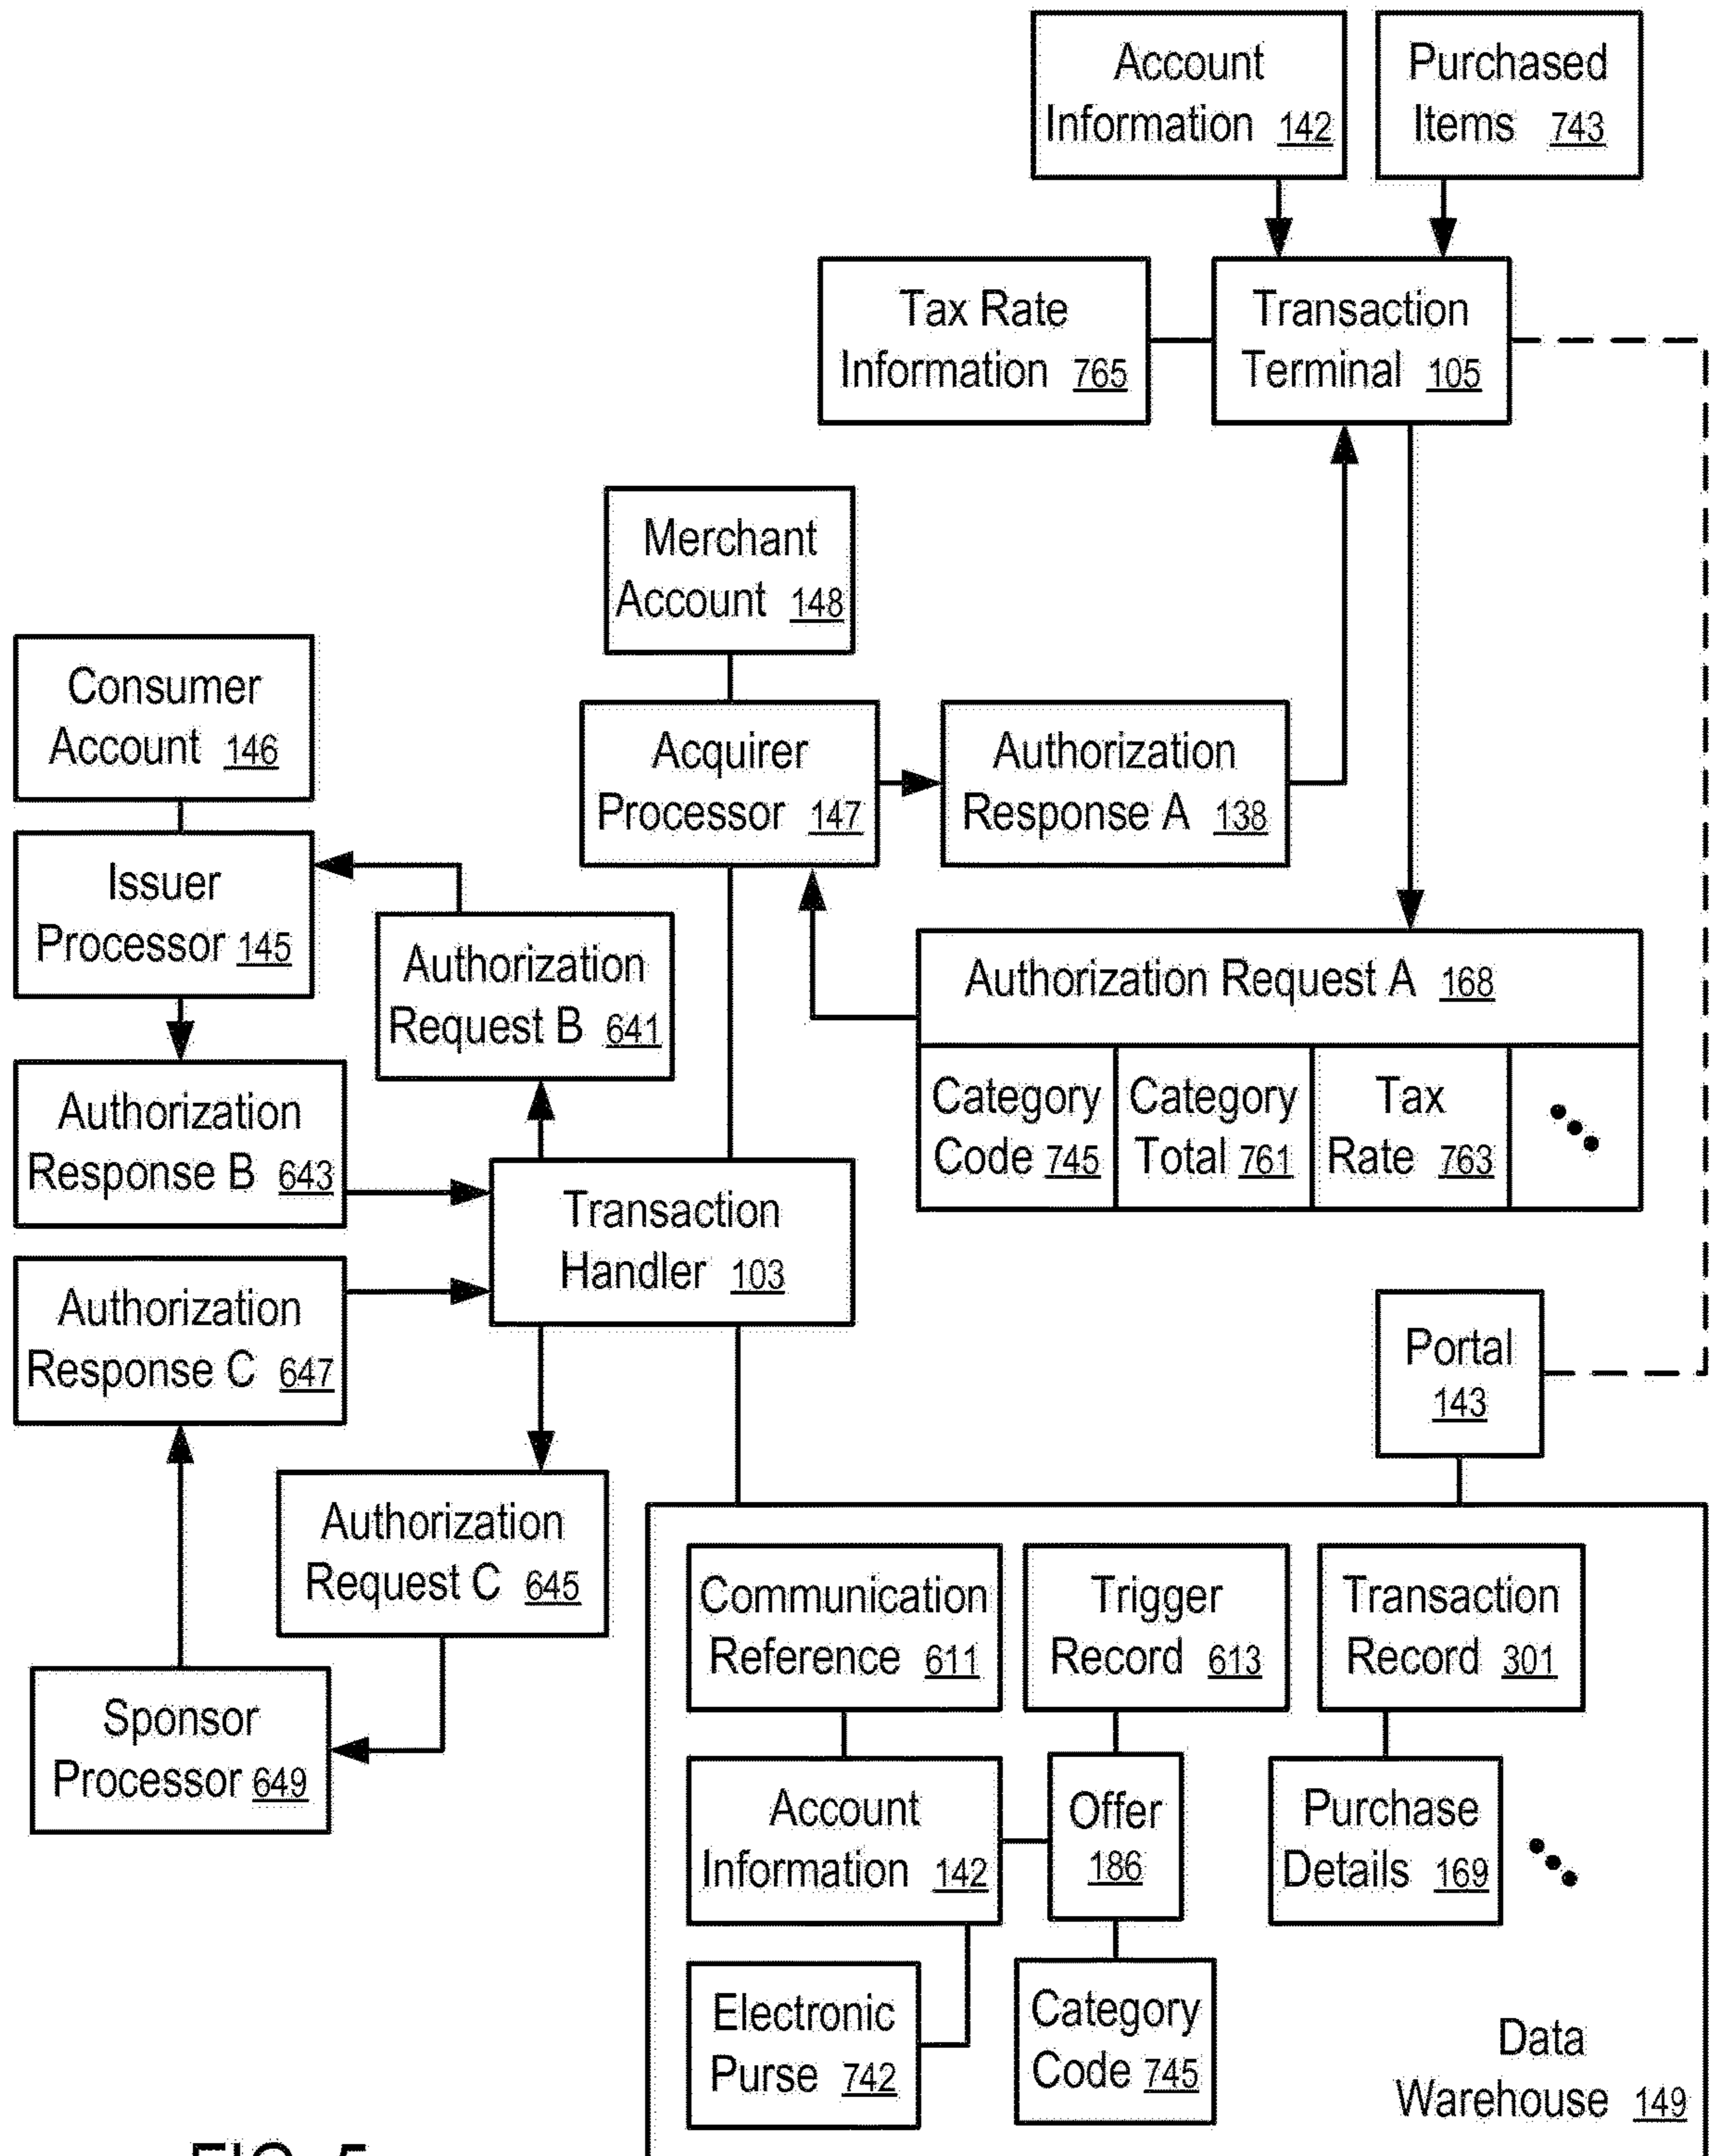 Account
Information 142
Purchased
Items 743
Tax Rate
Information 765
Transaction
Terminal 105
Merchant
Account 148
Consumer
Account 146
Acquirer
Processor 147
Authorization
Response A 138
Issuer
Processor 145
Authorization
Request B 641
Authorization Request A 168
Category
Code 745
Category
Total 761
Tax
Rate 763
Authorization
Response B 643
Transaction
Handler 103
Authorization
Response C 647
Portal
143
Authorization
Request C 645
Sponsor
Processor 649
Communication
Reference 611
Trigger
Record 613
Transaction
Record 301
Account
Information 142
Offer
186
Purchase
Details 169
Electronic
Purse 742
Category
Code 745
Data
Warehouse 149